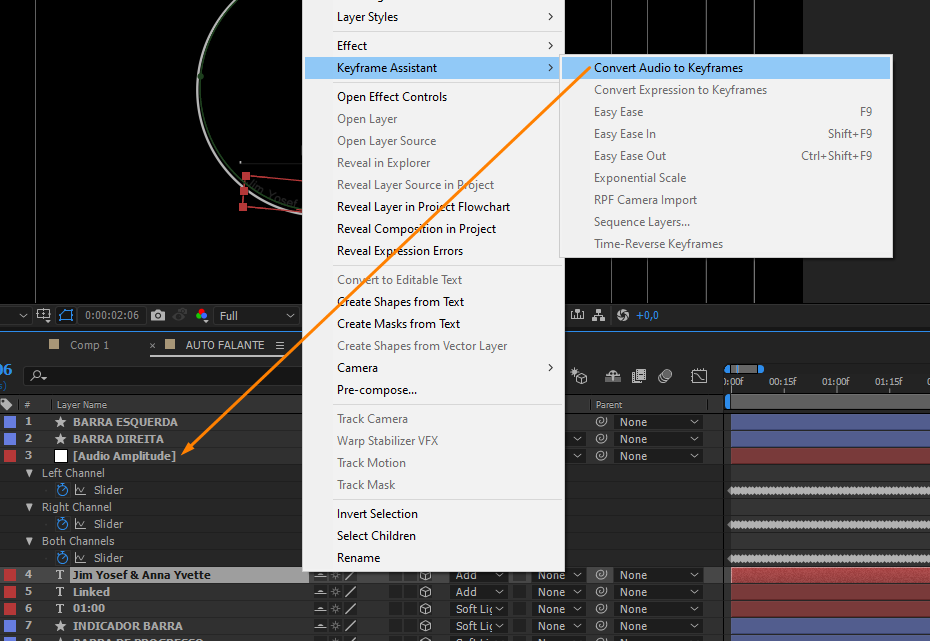 Layer Styles
Effect
Keyframe Assistant
Open Effect Controls
Open Layer
Open Layer Source
Reveal in Explorer
Reveal Layer Source in Project
Reveal Layer in Project Flowchart
Reveal Composition in Project
Reveal Expression Errors
Convert to Editable Text
Create Shapes from Text
Create Masks from Text
Create Shapes from Vector Layer
Camera
Pre-compose...
Track Camera
Warp Stabilizer VFX
Track Motion
Track Mask
Invert Selection
Select Children
Rename
Convert Audio to Keyframes
Convert Expression to Keyframes
Easy Ease F9
Easy Ease In Shift+F9
Easy Ease Out Ctrl+Shift+F9
Exponential Scale
RPF Camera Import
Sequence Layers...
Time-Reverse Keyframes
Jim Yosef
0:00:02:06 Full +0,0
Comp 1 × AUTO FALANTE
06
:00f 00:15f 01:00f 01:15f
# Layer Name Parent
1 BARRA ESQUERDA None
2 BARRA DIREITA None
3 [Audio Amplitude] None
Left Channel
Slider
Right Channel
Slider
Both Channels
Slider
4 T Jim Yosef & Anna Yvette Add None None
5 T Linked Add None None
6 T 01:00 Soft Lig None None
7 INDICADOR BARRA Soft Lig None None
BARRA DE PROGRESSO